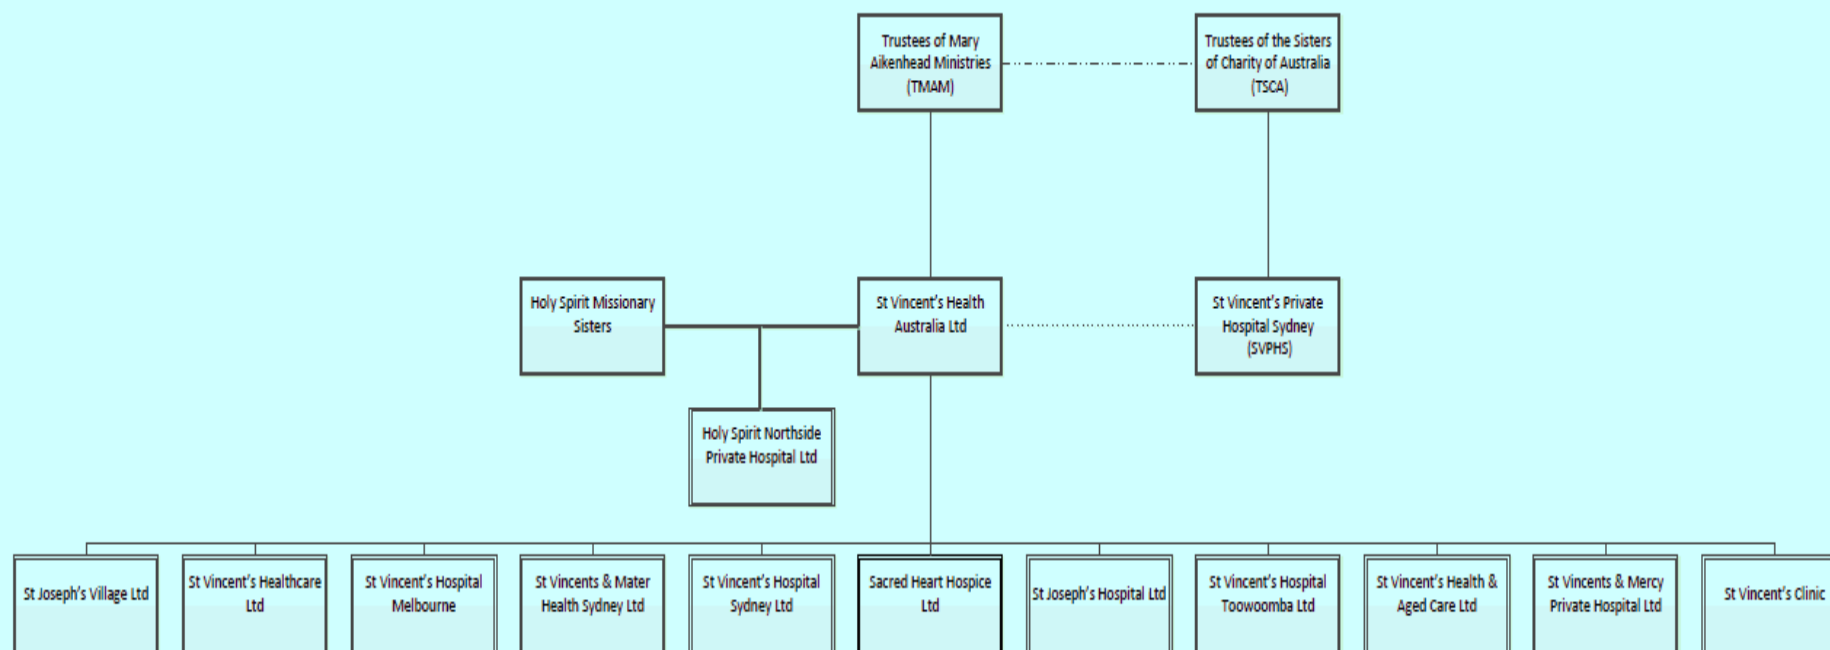 Trustees of Mary
Aikenhead Ministries
(TMAM)
Trustees of the Sisters
of Charity of Australia
(TSCA)
Holy Spirit Missionary
Sisters
St Vincent's Health
Australia Ltd
St Vincent's Private
Hospital Sydney
(SVPHS)
Holy Spirit Northside
Private Hospital Ltd
St Joseph's Village Ltd
St Vincent's Healthcare
Ltd
St Vincent's Hospital
Melbourne
St Vincents & Mater
Health Sydney Ltd
St Vincent's Hospital
Sydney Ltd
Sacred Heart Hospice
Ltd
St Joseph's Hospital Ltd
St Vincent's Hospital
Toowoomba Ltd
St Vincent's Health &
Aged Care Ltd
St Vincents & Mercy
Private Hospital Ltd
St Vincent's Clinic